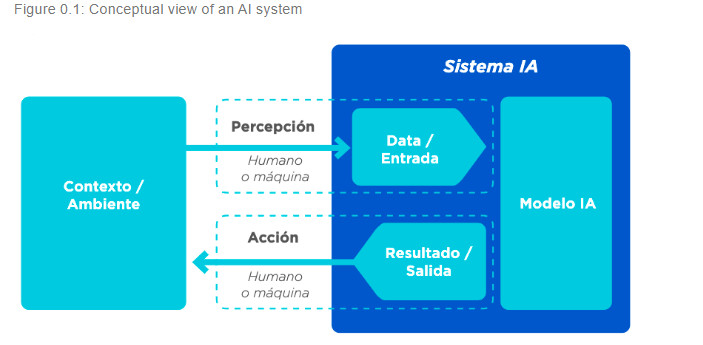 Figure 0.1: Conceptual view of an AI system
Sistema IA
Percepción
Humano
o máquina
Data /
Entrada
Contexto /
Ambiente
Modelo IA
Acción
Humano
o máquina
Resultado /
Salida